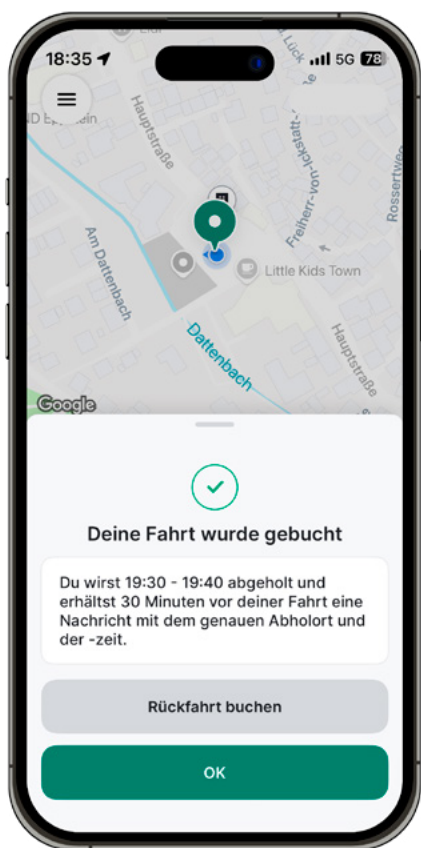 18:35
5G 78
Hauptstraße
Freiherr-von-Ickstatt-
Rossertweg
Am Dattenbach
Little Kids Town
Dattenbach
Hauptstraße
Google
Deine Fahrt wurde gebucht
Du wirst 19:30 - 19:40 abgeholt und
erhältst 30 Minuten vor deiner Fahrt eine
Nachricht mit dem genauen Abholort und
der -zeit.
Rückfahrt buchen
OK